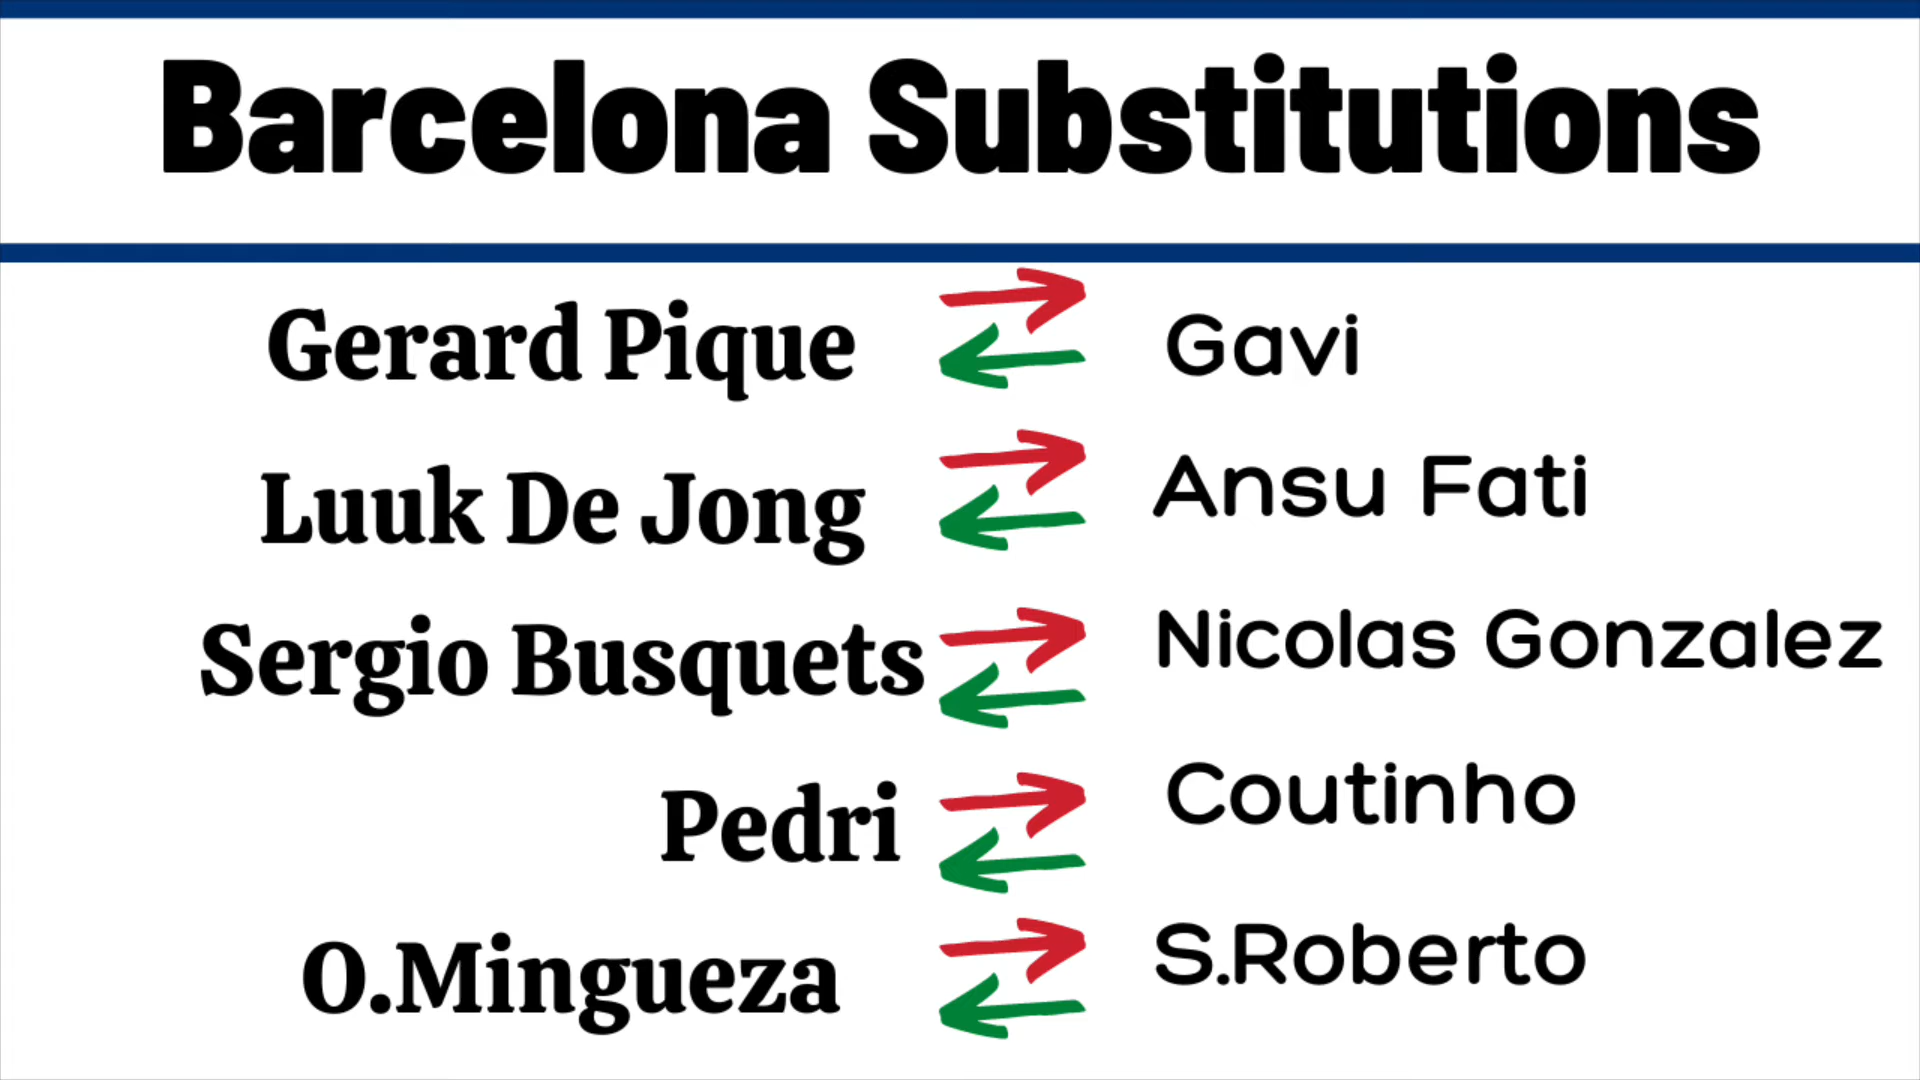 Barcelona Substitutions
Gerard Pique Gavi
Luuk De Jong Ansu Fati
Sergio Busquets Nicolas Gonzalez
Pedri Coutinho
O.Mingueza S.Roberto